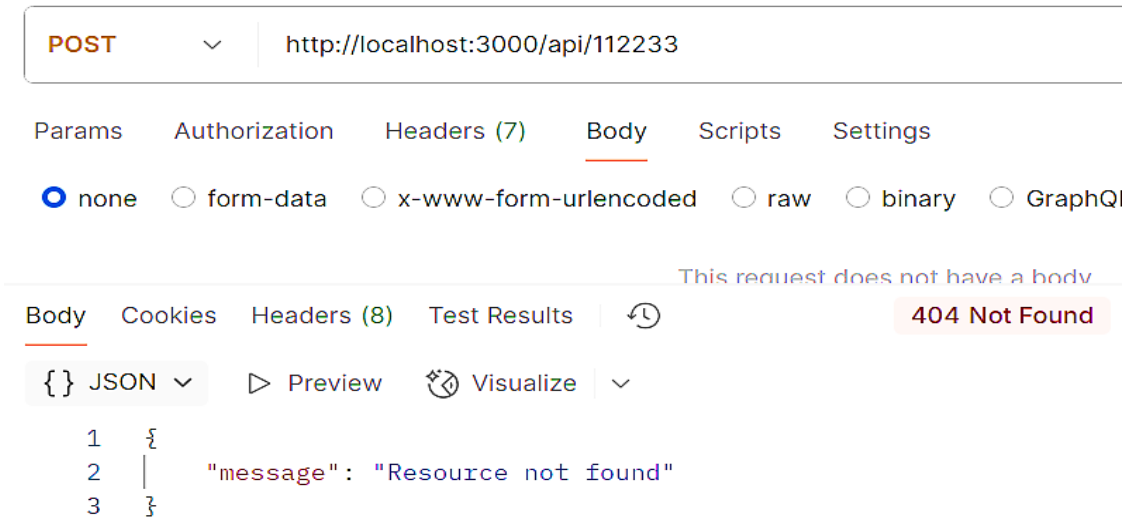 POST http://localhost:3000/api/112233
Params Authorization Headers (7) Body Scripts Settings
none form-data x-www-form-urlencoded raw binary GraphQL
This request does not have a body
Body Cookies Headers (8) Test Results 404 Not Found
{} JSON Preview Visualize
1 {
2 "message": "Resource not found"
3 }